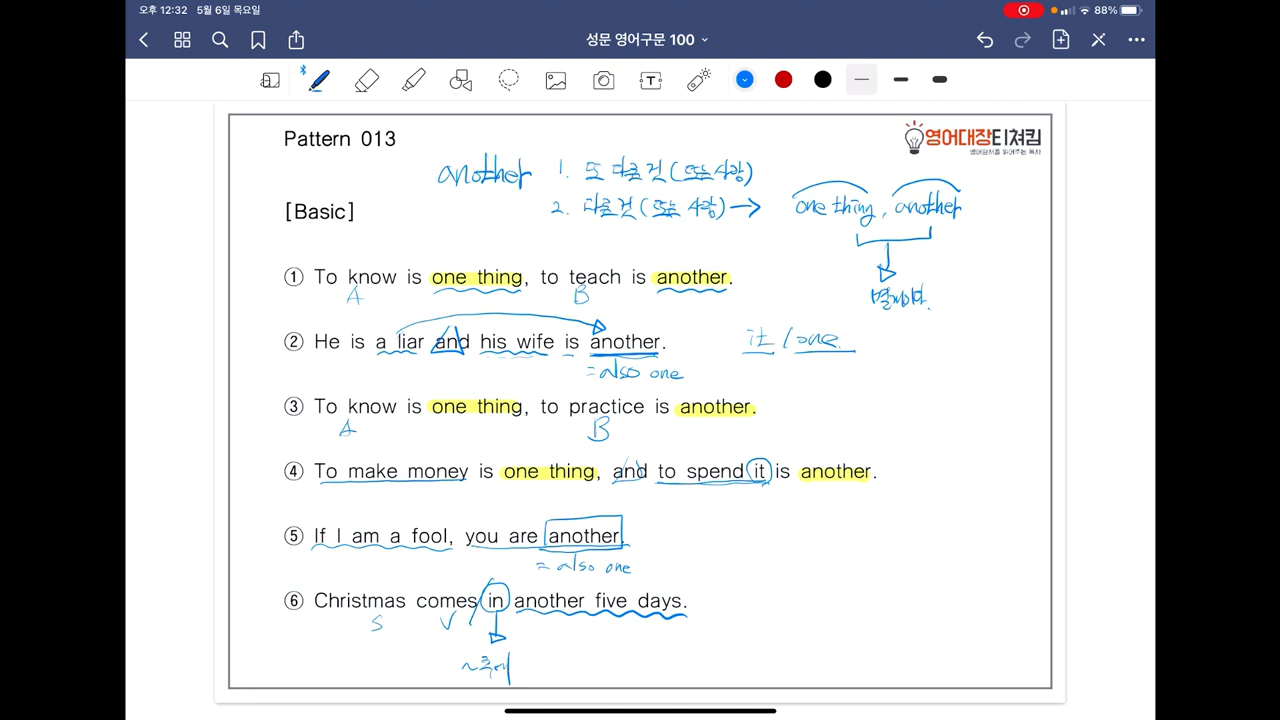 오후 12:32 5월 6일 목요일
88%
성문 영어구문 100
Pattern 013
영어대장티쳐킴
another 1. 또 다른 것 (또는 사람)
2. 다른 것 (또는 사람) → one thing, another
[Basic]
① To know is one thing, to teach is another.
A B
별개이다.
② He is a liar and his wife is another.
it / one
= also one
③ To know is one thing, to practice is another.
A B
④ To make money is one thing, and to spend it is another.
⑤ If I am a fool, you are another.
= also one
⑥ Christmas comes in another five days.
S V
~후에